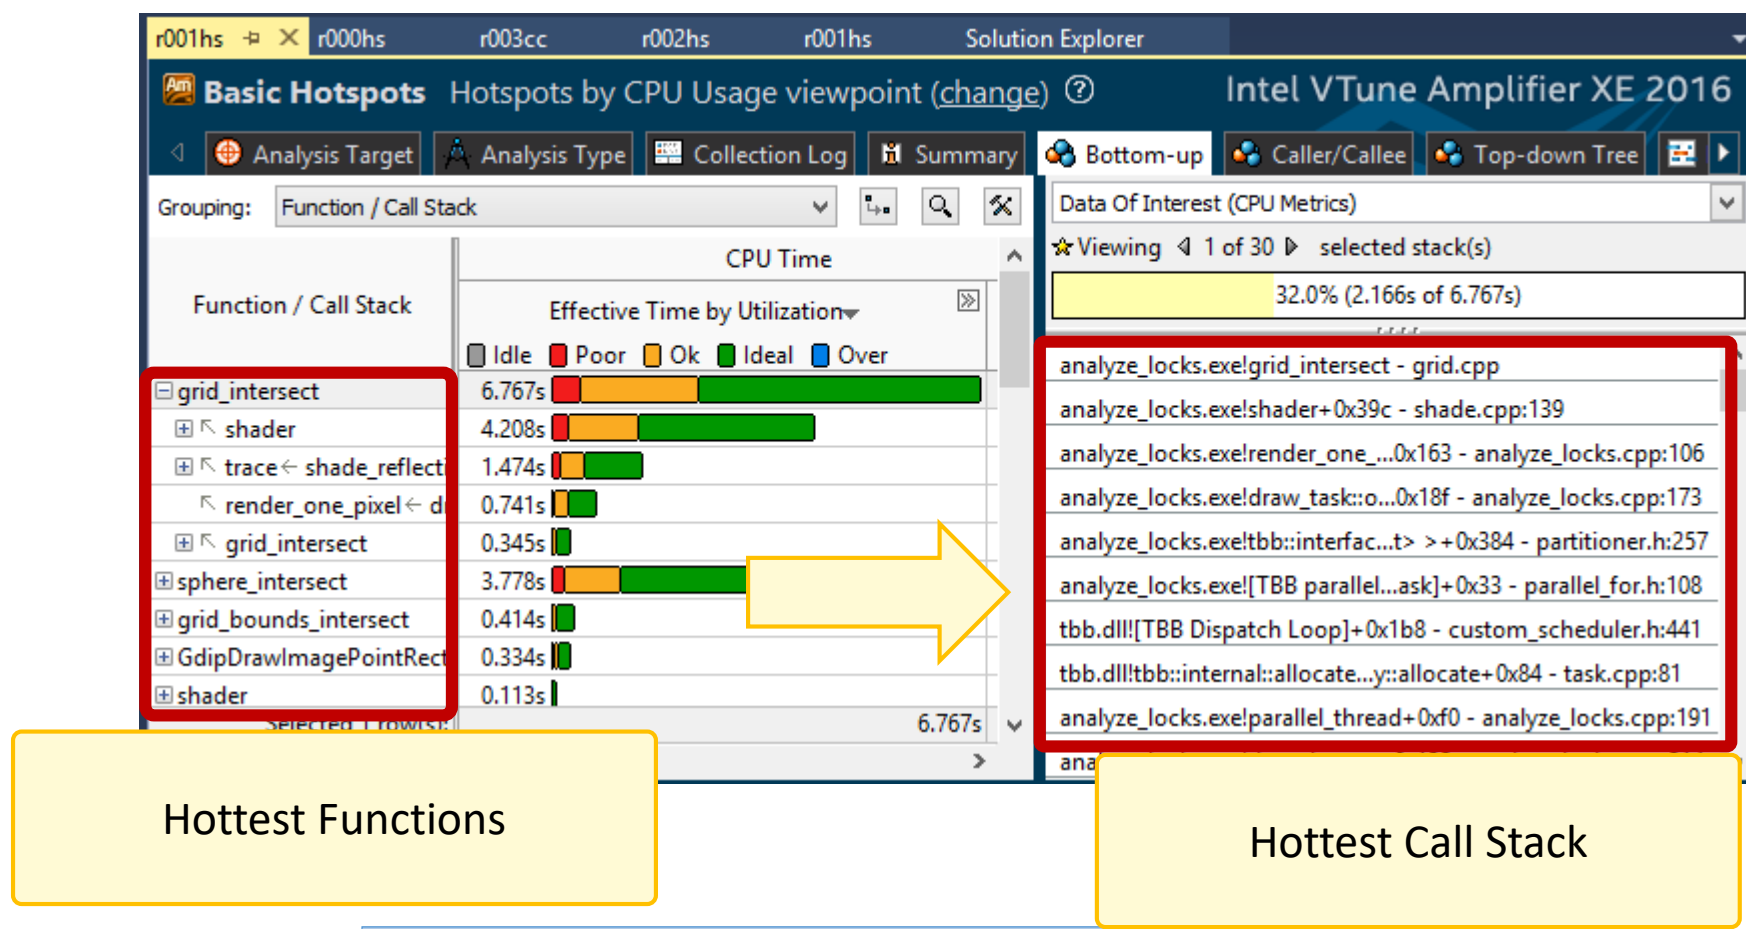 r001hs r000hs r003cc r002hs r001hs Solution Explorer
Basic Hotspots Hotspots by CPU Usage viewpoint (change) Intel VTune Amplifier XE 2016
Analysis Target Analysis Type Collection Log Summary Bottom-up Caller/Callee Top-down Tree
Grouping: Function / Call Stack
Function / Call Stack
CPU Time
Effective Time by Utilization
Idle Poor Ok Ideal Over
grid_intersect 6.767s
shader 4.208s
trace← shade_reflecti 1.474s
render_one_pixel← d 0.741s
grid_intersect 0.345s
sphere_intersect 3.778s
grid_bounds_intersect 0.414s
GdipDrawImagePointRect 0.334s
shader 0.113s
Selected 1 row(s): 6.767s
Data Of Interest (CPU Metrics)
Viewing 1 of 30 selected stack(s)
32.0% (2.166s of 6.767s)
analyze_locks.exe!grid_intersect - grid.cpp
analyze_locks.exe!shader+0x39c - shade.cpp:139
analyze_locks.exe!render_one_...0x163 - analyze_locks.cpp:106
analyze_locks.exe!draw_task::o...0x18f - analyze_locks.cpp:173
analyze_locks.exe!tbb::interfac...t> >+0x384 - partitioner.h:257
analyze_locks.exe![TBB parallel...ask]+0x33 - parallel_for.h:108
tbb.dll![TBB Dispatch Loop]+0x1b8 - custom_scheduler.h:441
tbb.dll!tbb::internal::allocate...y::allocate+0x84 - task.cpp:81
analyze_locks.exe!parallel_thread+0xf0 - analyze_locks.cpp:191
ana
Hottest Functions
Hottest Call Stack